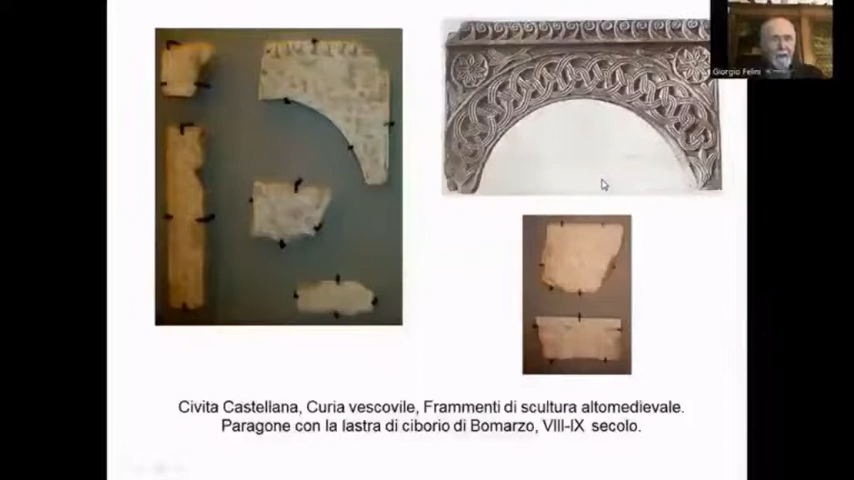 Giorgio Felini
Civita Castellana, Curia vescovile, Frammenti di scultura altomedievale.
Paragone con la lastra di ciborio di Bomarzo, VIII-IX secolo.